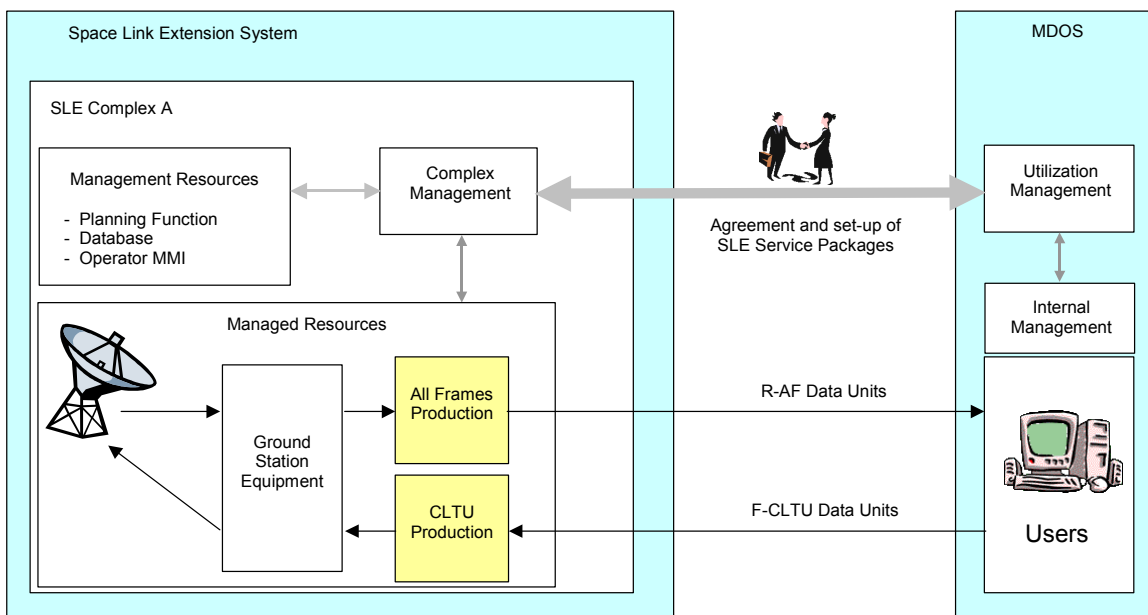 Space Link Extension System
MDOS
SLE Complex A
Management Resources
- Planning Function
- Database
- Operator MMI
Complex
Management
Agreement and set-up of
SLE Service Packages
Utilization
Management
Internal
Management
Managed Resources
Ground
Station
Equipment
All Frames
Production
CLTU
Production
R-AF Data Units
F-CLTU Data Units
Users